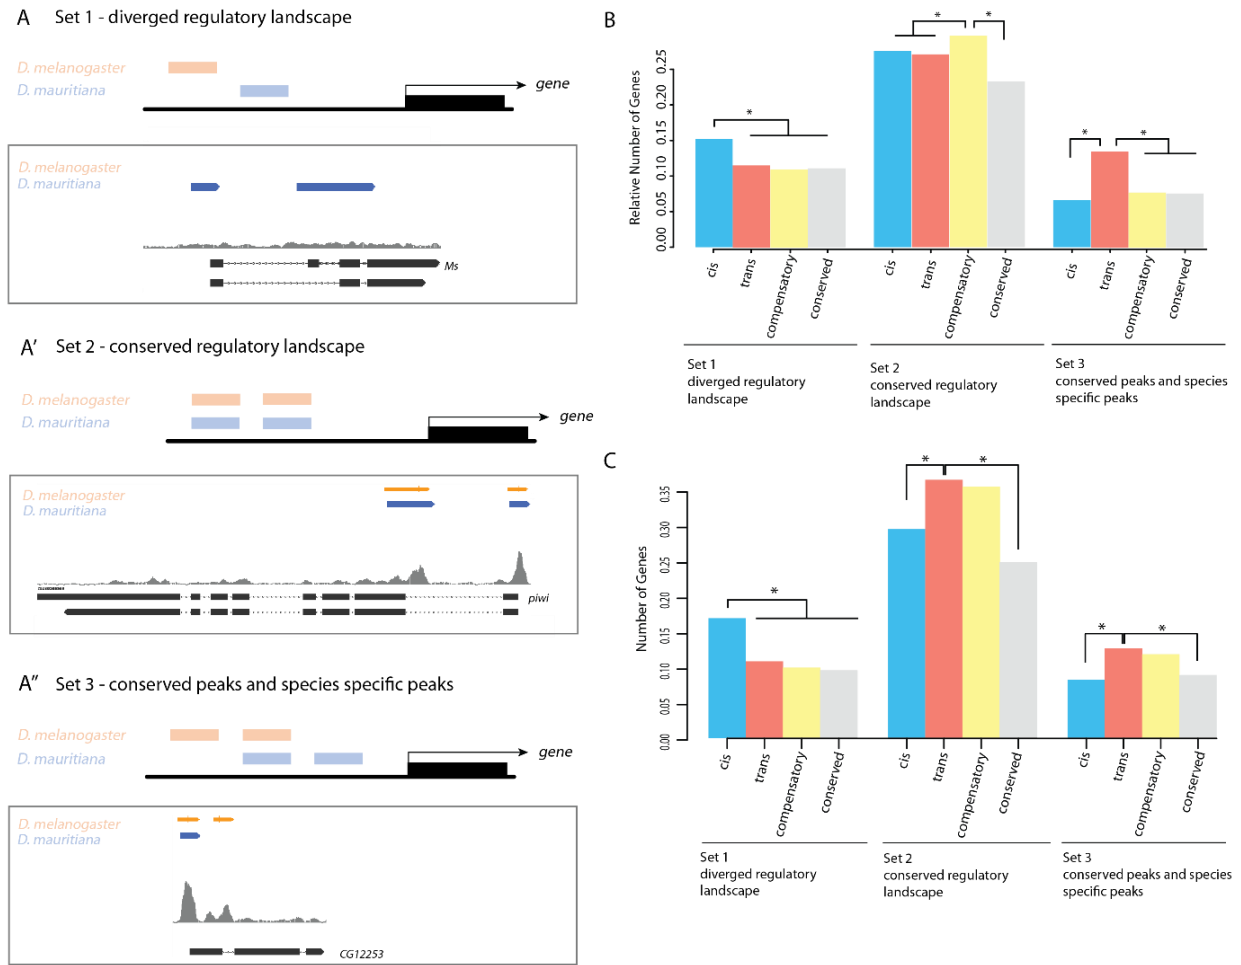 A Set 1 - diverged regulatory landscape
D. melanogaster
D. mauritiana
gene
D. melanogaster
D. mauritiana
Ms
A' Set 2 - conserved regulatory landscape
D. melanogaster
D. mauritiana
gene
D. melanogaster
D. mauritiana
piwi
A" Set 3 - conserved peaks and species specific peaks
D. melanogaster
D. mauritiana
gene
D. melanogaster
D. mauritiana
CG12253
B
Relative Number of Genes
0.25
0.20
0.15
0.10
0.05
0.00
* * * * *
cis trans compensatory conserved
cis trans compensatory conserved
cis trans compensatory conserved
Set 1
diverged regulatory
landscape
Set 2
conserved regulatory
landscape
Set 3
conserved peaks and species
specific peaks
C
Number of Genes
0.35
0.30
0.25
0.20
0.15
0.10
0.05
0.00
* * * * *
cis trans compensatory conserved
cis trans compensatory conserved
cis trans compensatory conserved
Set 1
diverged regulatory
landscape
Set 2
conserved regulatory
landscape
Set 3
conserved peaks and species
specific peaks